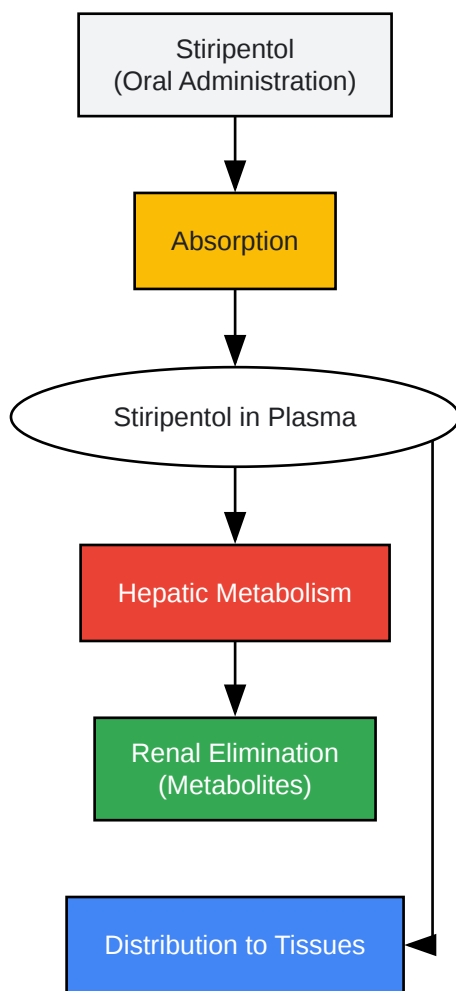 Stiripentol
(Oral Administration)
Absorption
Stiripentol in Plasma
Hepatic Metabolism
Renal Elimination
(Metabolites)
Distribution to Tissues